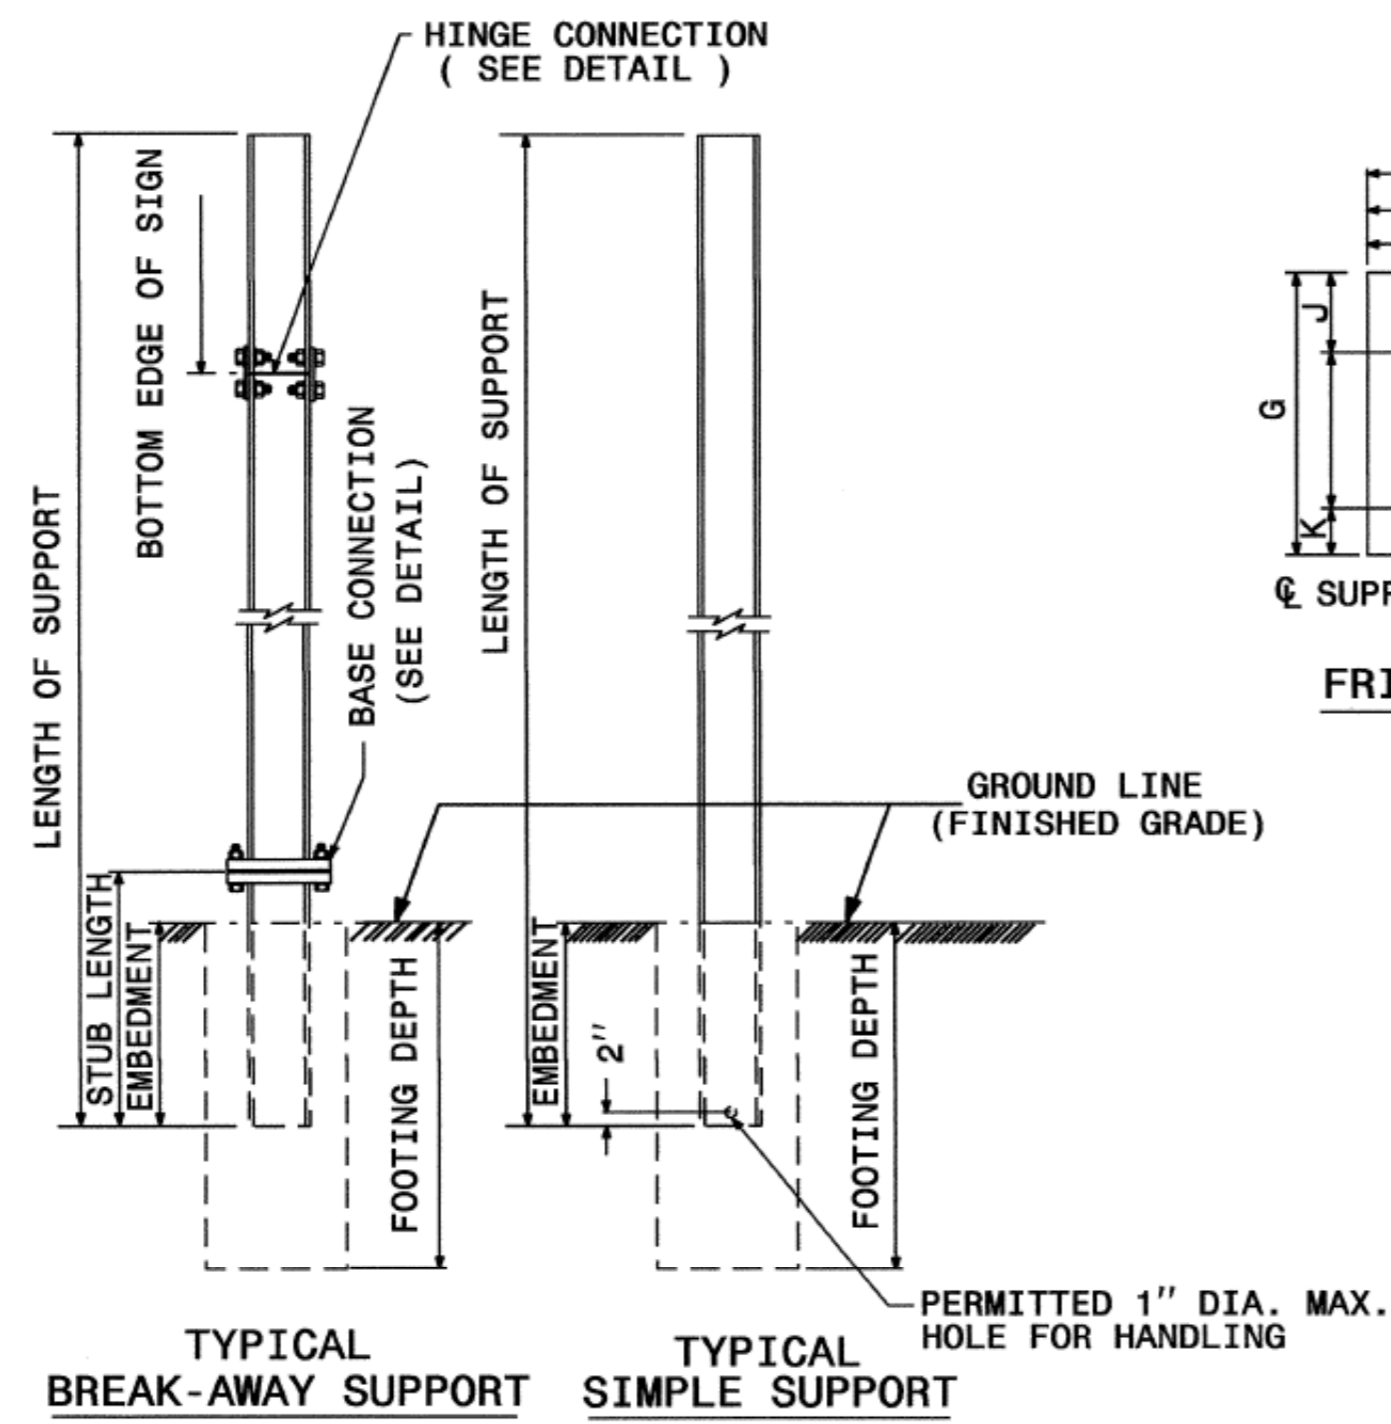 HINGE CONNECTION
( SEE DETAIL )
LENGTH OF SUPPORT
BOTTOM EDGE OF SIGN
BASE CONNECTION
(SEE DETAIL)
STUB LENGTH
EMBEDMENT
FOOTING DEPTH
LENGTH OF SUPPORT
EMBEDMENT
2"
FOOTING DEPTH
GROUND LINE
(FINISHED GRADE)
PERMITTED 1" DIA. MAX.
HOLE FOR HANDLING
TYPICAL
BREAK-AWAY SUPPORT
TYPICAL
SIMPLE SUPPORT
G
J
K
℄ SUPP
FRI